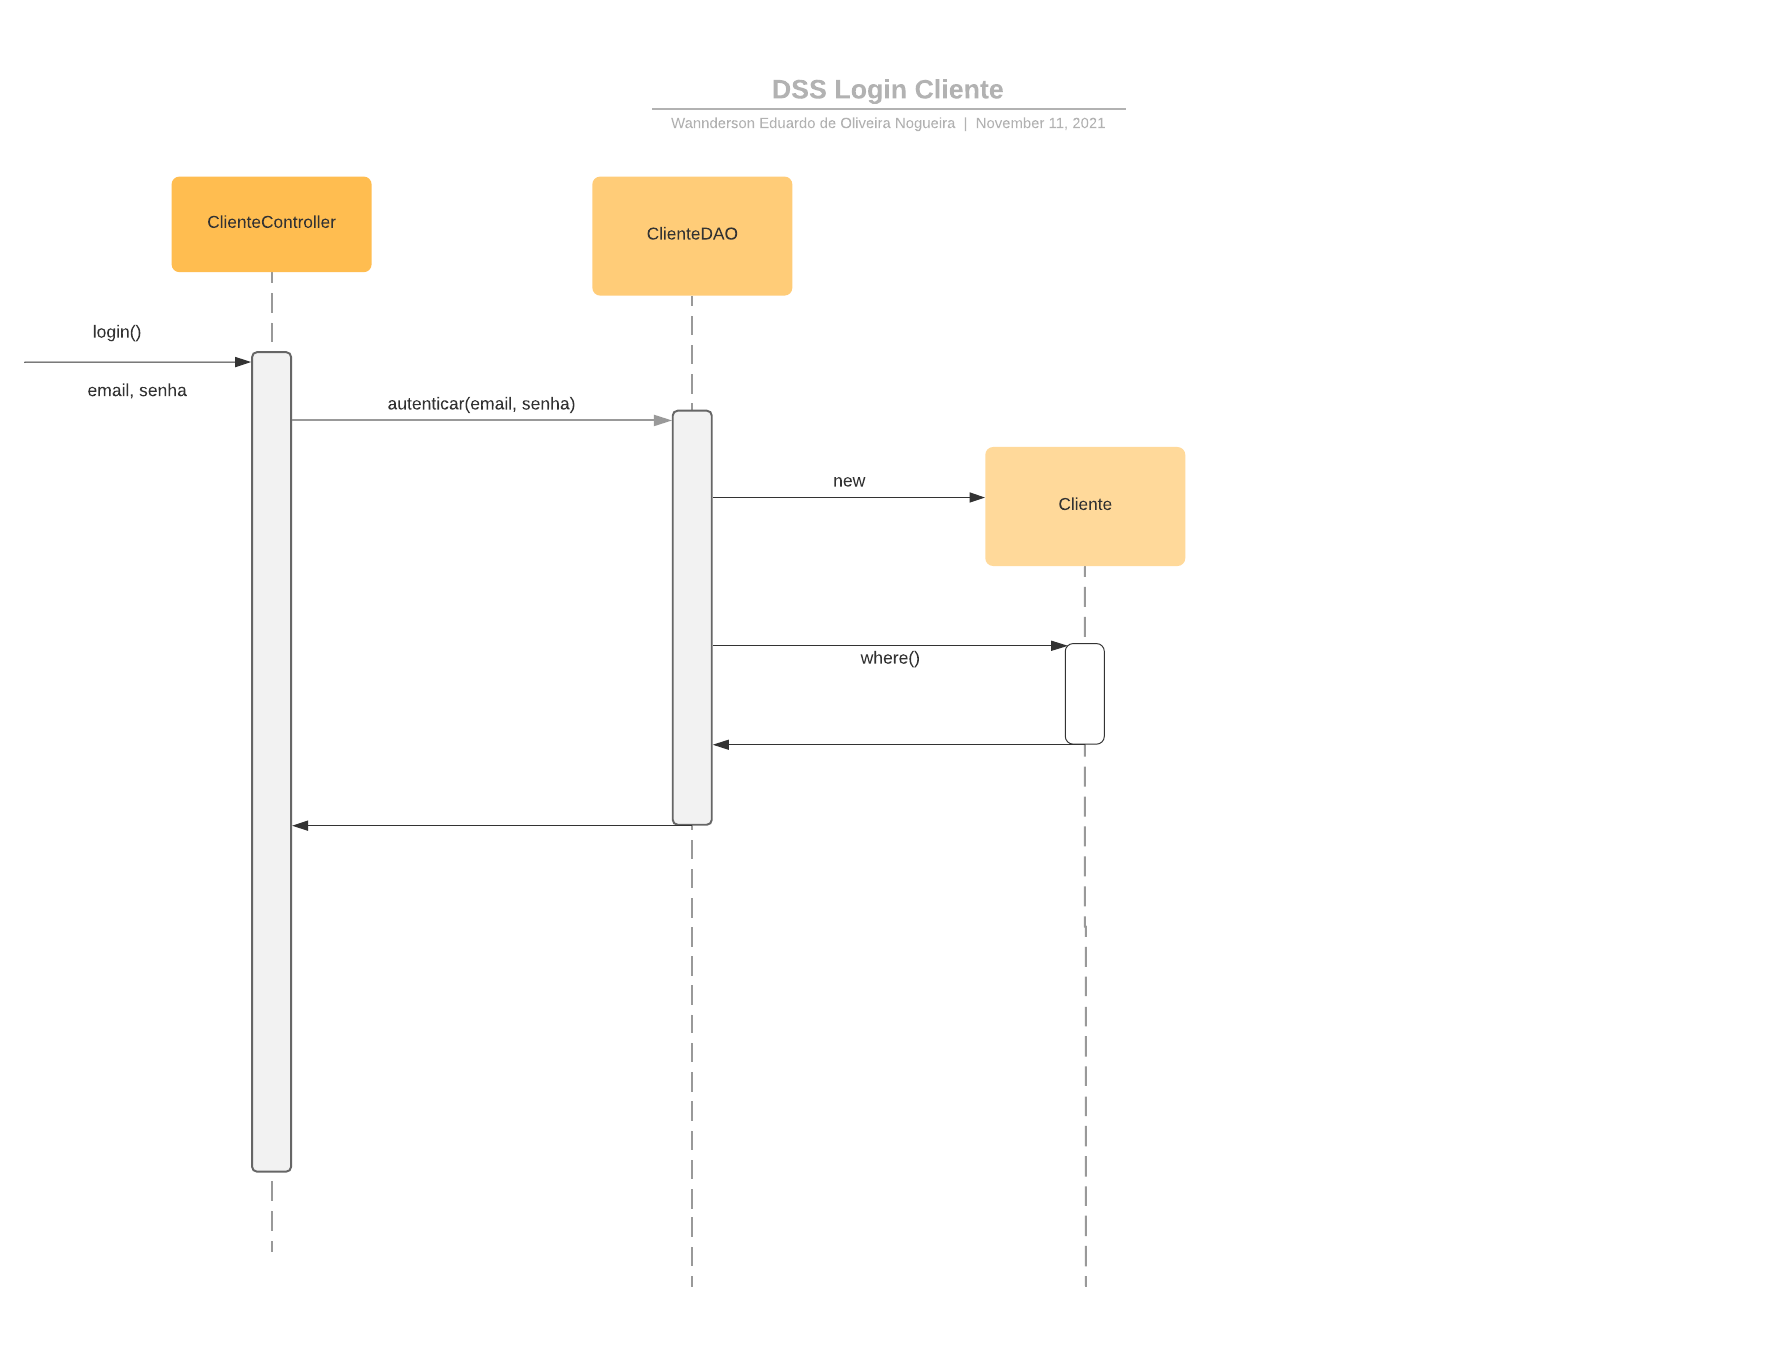 DSS Login Cliente
Wannderson Eduardo de Oliveira Nogueira | November 11, 2021
ClienteController
ClienteDAO
login()
email, senha
autenticar(email, senha)
new
Cliente
where()